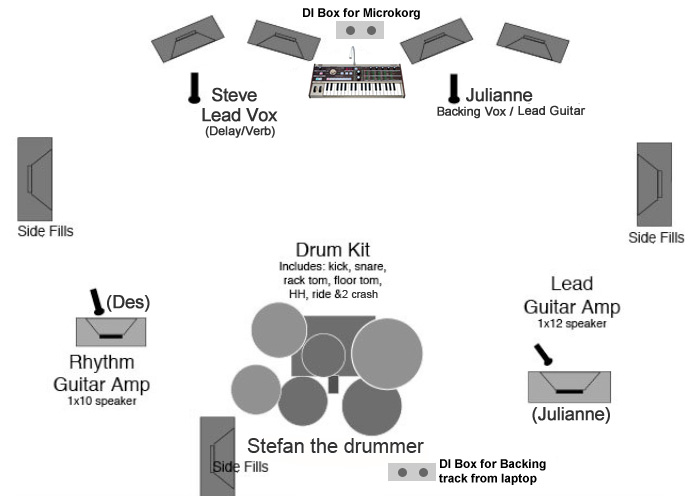 DI Box for Microkorg
Steve
Lead Vox
(Delay/Verb)
Julianne
Backing Vox / Lead Guitar
Side Fills
Side Fills
Drum Kit
Includes: kick, snare,
rack tom, floor tom,
HH, ride &2 crash
(Des)
Rhythm
Guitar Amp
1x10 speaker
Lead
Guitar Amp
1x12 speaker
(Julianne)
Stefan the drummer
Side Fills
DI Box for Backing
track from laptop